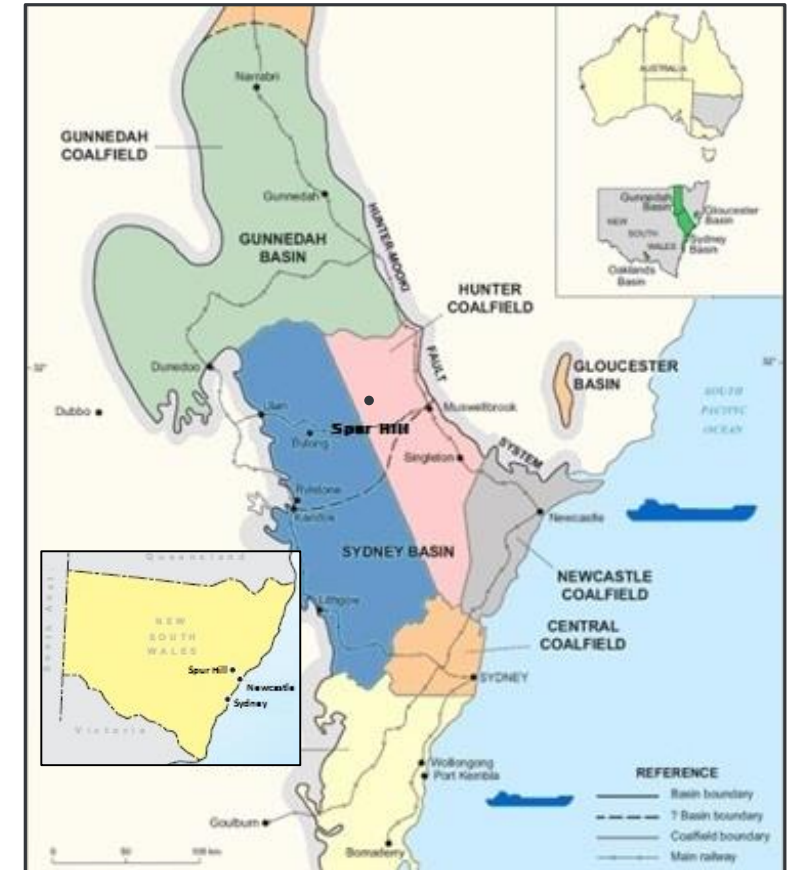 Narrabri
GUNNEDAH
COALFIELD
Gunnedah
GUNNEDAH
BASIN
HUNTER-MOOKI
FAULT
SYSTEM
HUNTER
COALFIELD
AUSTRALIA
Gunnedah
Basin
Gloucester
Basin
NEW
SOUTH
WALES
Sydney
Basin
Oaklands
Basin
32°
32°
Dunedoo
GLOUCESTER
BASIN
SOUTH
PACIFIC
OCEAN
Dubbo
Ulan
Muswellbrook
Spur Hill
Bylong
Singleton
Rylstone
Kandos
Newcastle
SYDNEY BASIN
NEWCASTLE
COALFIELD
Lithgow
CENTRAL
COALFIELD
SYDNEY
Queensland
NEW
SOUTH
WALES
Spur Hill
Newcastle
Sydney
Victoria
Wollongong
Port Kembla
Goulburn
Bomaderry
REFERENCE
Basin boundary
? Basin boundary
Coalfield boundary
Main railway
0 50 100 km